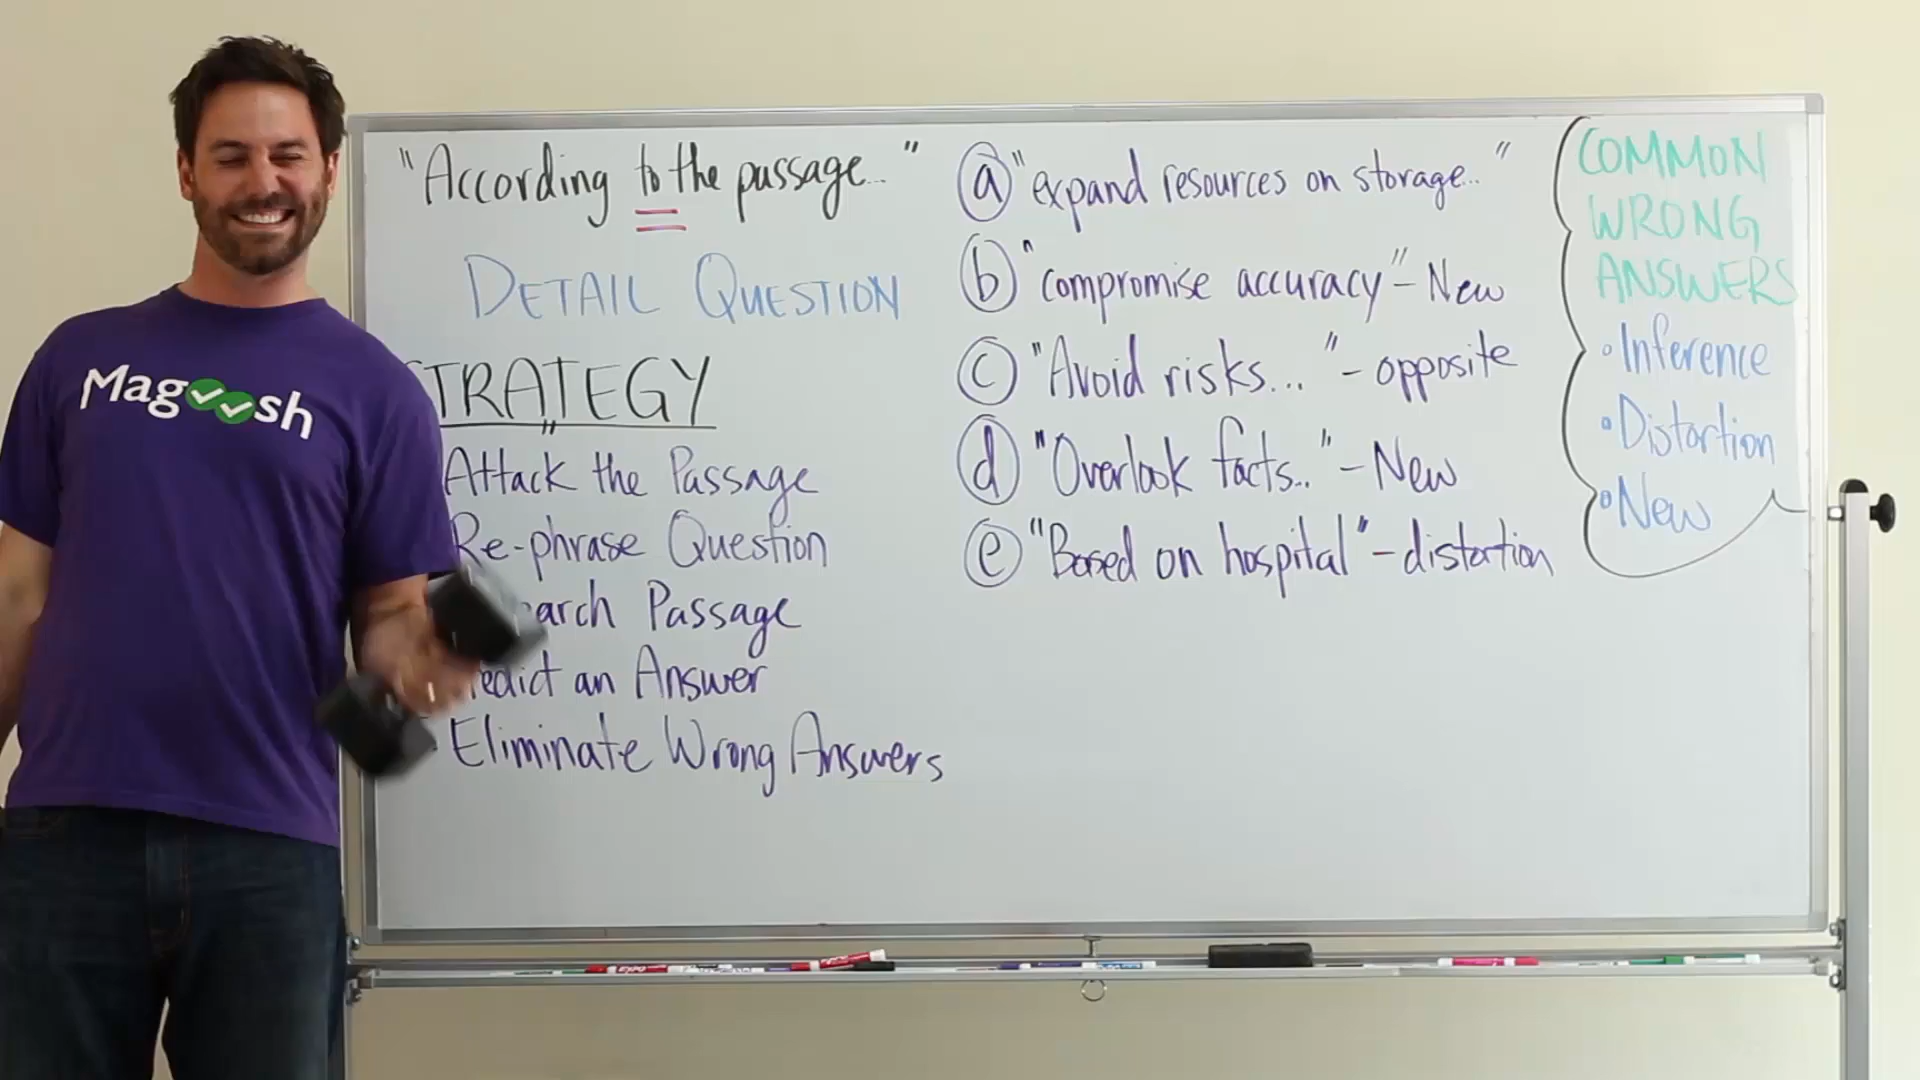 Magoosh
"According to the passage..."
DETAIL QUESTION
TRATEGY
Attack the Passage
Re-phrase Question
arch Passage
edict an Answer
Eliminate Wrong Answers
a "expand resources on storage..."
b "compromise accuracy" - New
c "Avoid risks..." - opposite
d "Overlook facts.." - New
e "Based on hospital" - distortion
COMMON
WRONG
ANSWERS
• Inference
• Distortion
• New
EXPO